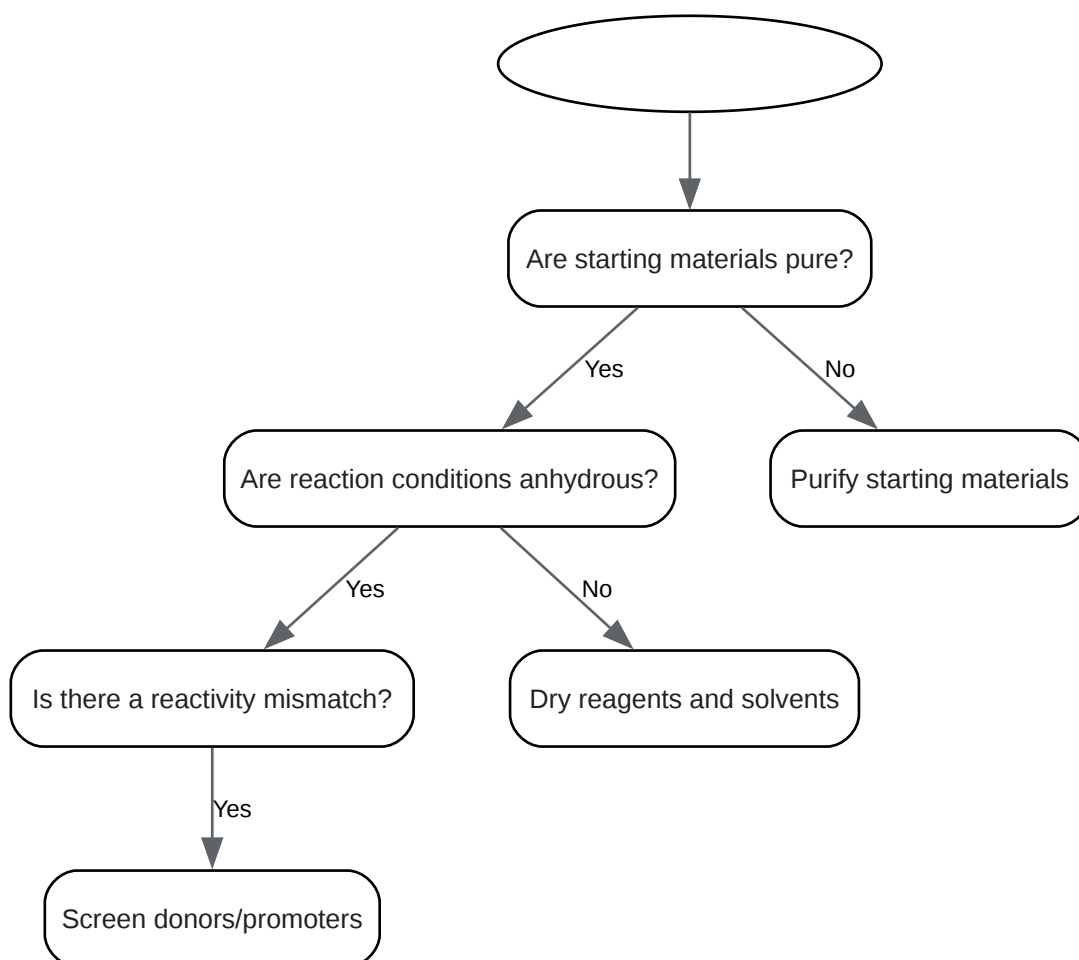 Are starting materials pure?
Yes
No
Are reaction conditions anhydrous?
Purify starting materials
Yes
No
Is there a reactivity mismatch?
Dry reagents and solvents
Yes
Screen donors/promoters